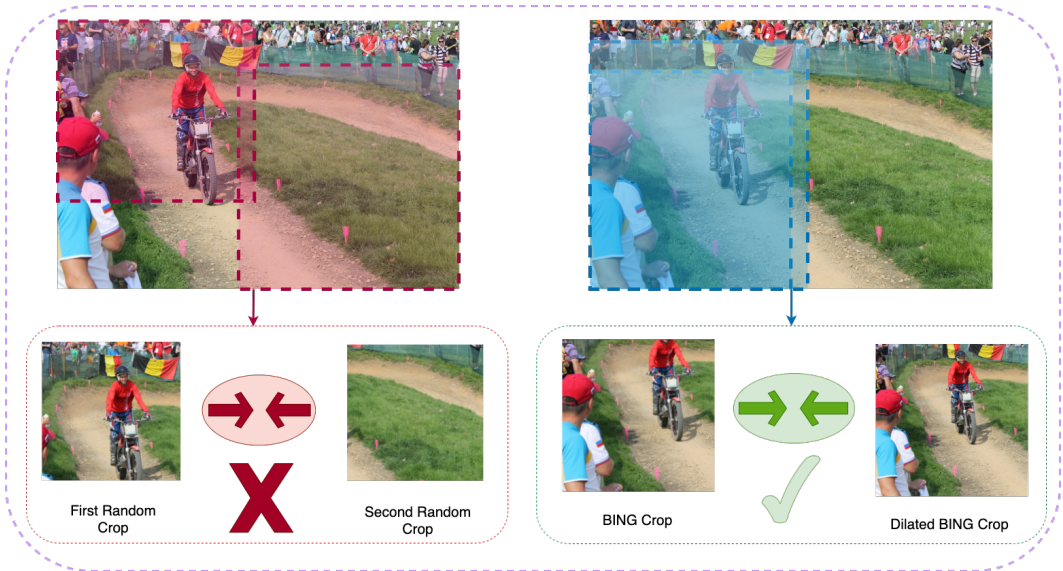 First Random
Crop
X
Second Random
Crop
BING Crop
Dilated BING Crop